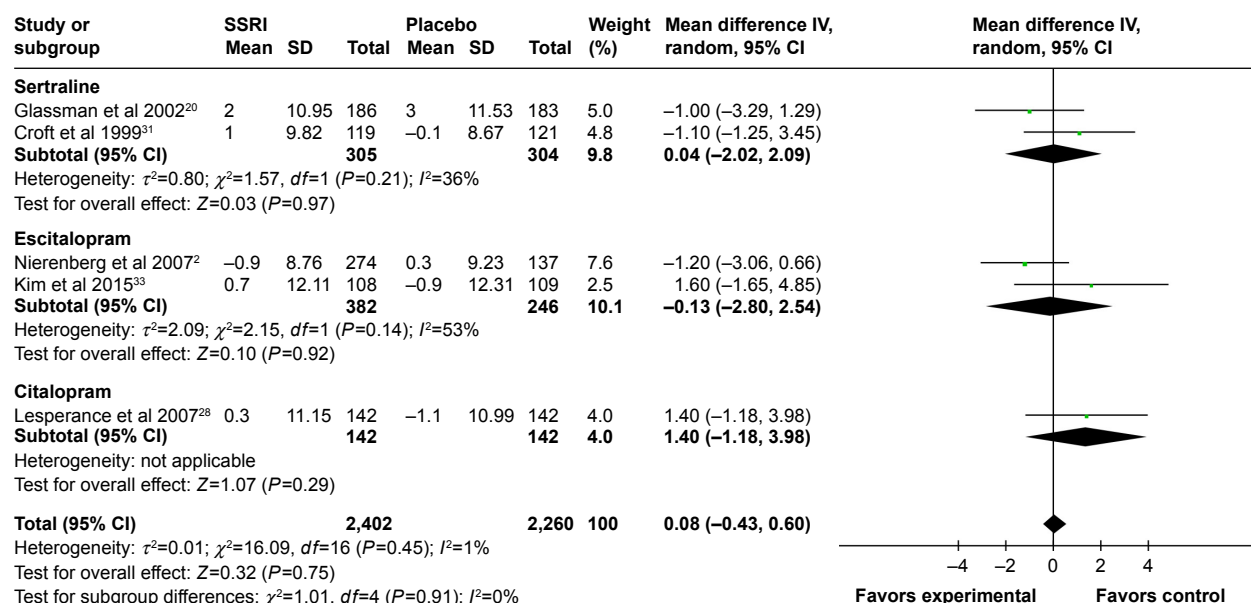 Study or subgroup SSRI Placebo Weight (%) Mean difference IV, random, 95% CI Mean difference IV, random, 95% CI
Mean SD Total Mean SD Total
Sertraline
Glassman et al 2002²⁰ 2 10.95 186 3 11.53 183 5.0 –1.00 (–3.29, 1.29)
Croft et al 1999³¹ 1 9.82 119 –0.1 8.67 121 4.8 –1.10 (–1.25, 3.45)
Subtotal (95% CI) 305 304 9.8 0.04 (–2.02, 2.09)
Heterogeneity: τ²=0.80; χ²=1.57, df=1 (P=0.21); I²=36%
Test for overall effect: Z=0.03 (P=0.97)
Escitalopram
Nierenberg et al 2007² –0.9 8.76 274 0.3 9.23 137 7.6 –1.20 (–3.06, 0.66)
Kim et al 2015³³ 0.7 12.11 108 –0.9 12.31 109 2.5 1.60 (–1.65, 4.85)
Subtotal (95% CI) 382 246 10.1 –0.13 (–2.80, 2.54)
Heterogeneity: τ²=2.09; χ²=2.15, df=1 (P=0.14); I²=53%
Test for overall effect: Z=0.10 (P=0.92)
Citalopram
Lesperance et al 2007²⁸ 0.3 11.15 142 –1.1 10.99 142 4.0 1.40 (–1.18, 3.98)
Subtotal (95% CI) 142 142 4.0 1.40 (–1.18, 3.98)
Heterogeneity: not applicable
Test for overall effect: Z=1.07 (P=0.29)
Total (95% CI) 2,402 2,260 100 0.08 (–0.43, 0.60)
Heterogeneity: τ²=0.01; χ²=16.09, df=16 (P=0.45); I²=1%
Test for overall effect: Z=0.32 (P=0.75)
Test for subgroup differences: χ²=1.01, df=4 (P=0.91); I²=0%
–4 –2 0 2 4
Favors experimental Favors control